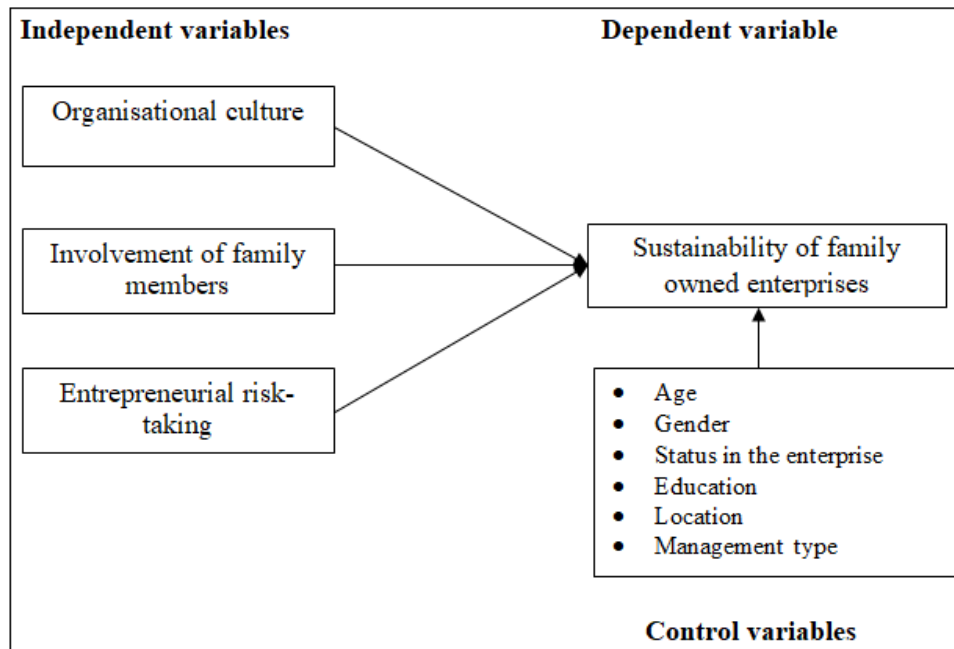 Independent variables
Dependent variable
Organisational culture
Involvement of family
members
Entrepreneurial risk-
taking
Sustainability of family
owned enterprises
• Age
• Gender
• Status in the enterprise
• Education
• Location
• Management type
Control variables